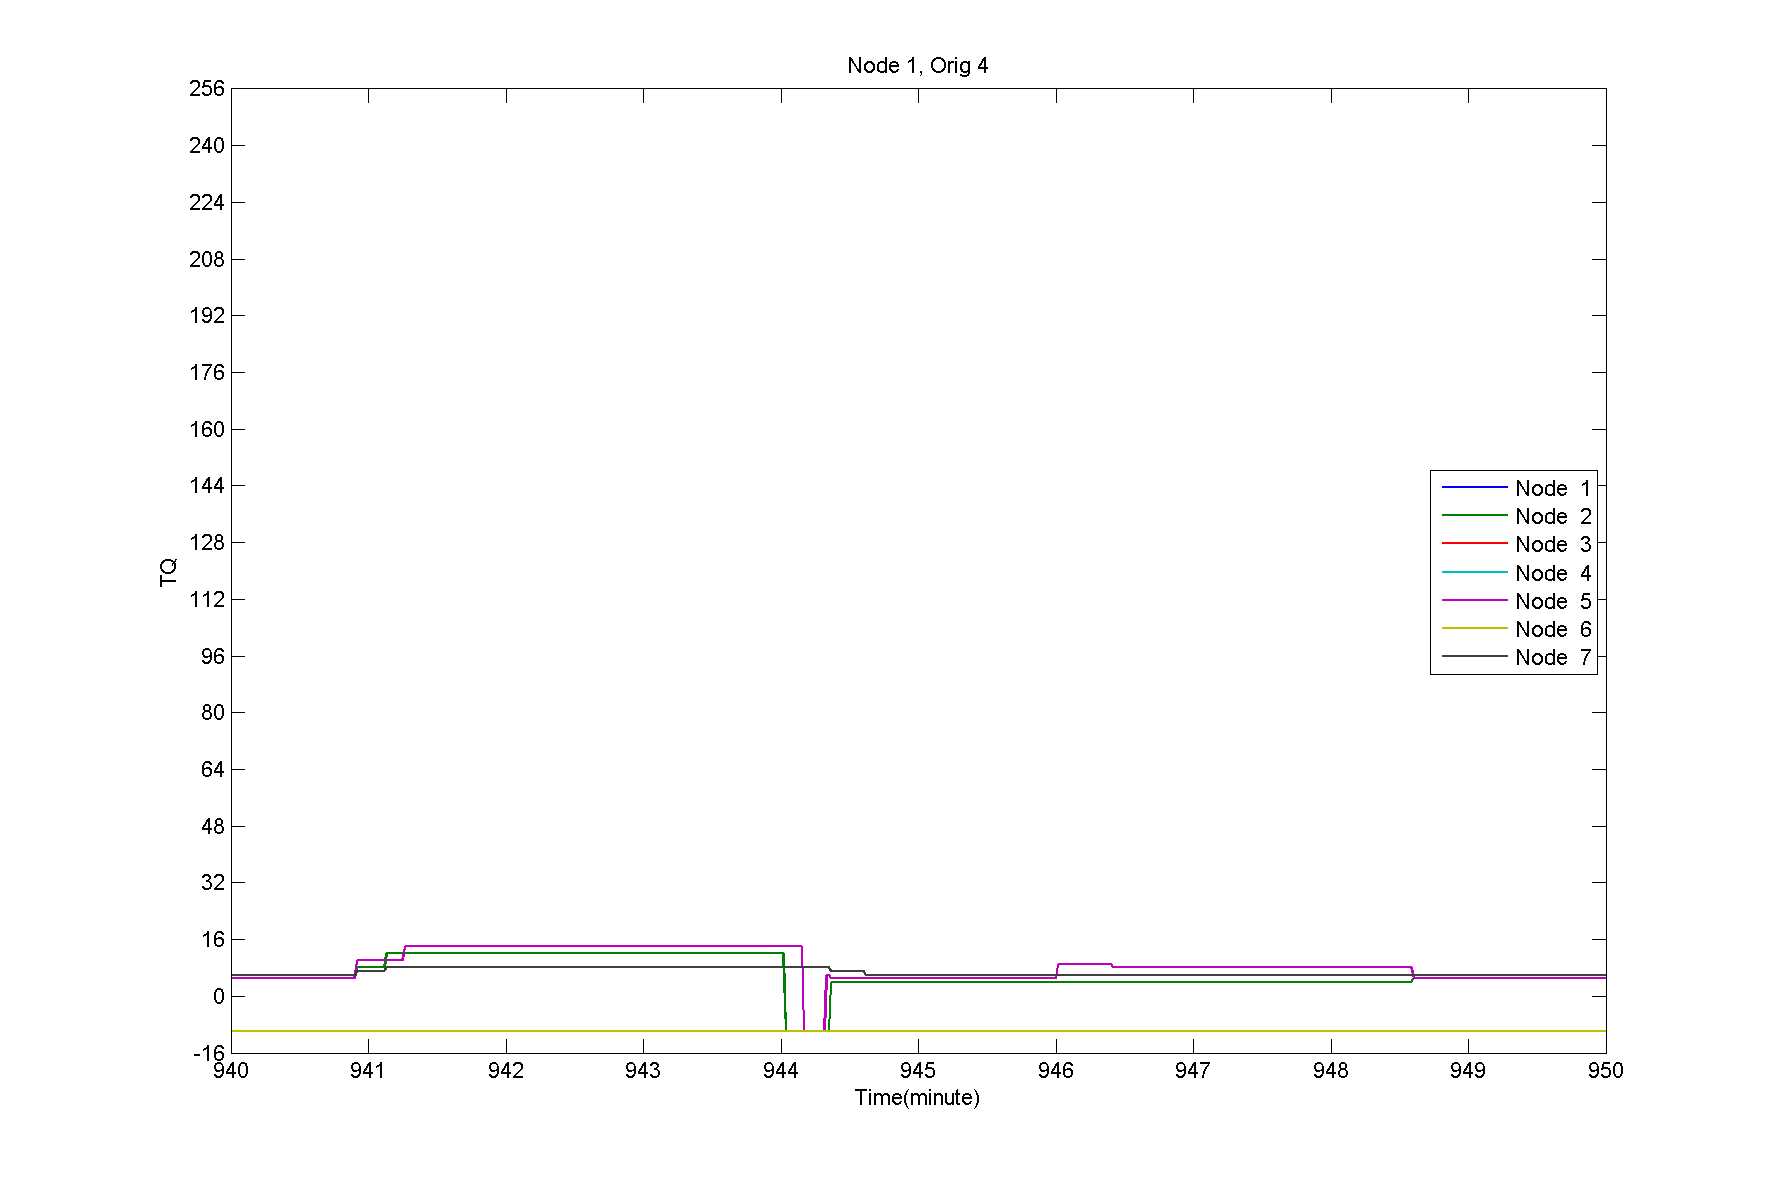 Node 1, Orig 4
256
240
224
208
192
176
160
144
128
112
96
80
64
48
32
16
0
-16
TQ
Node 1
Node 2
Node 3
Node 4
Node 5
Node 6
Node 7
940 941 942 943 944 945 946 947 948 949 950
Time(minute)